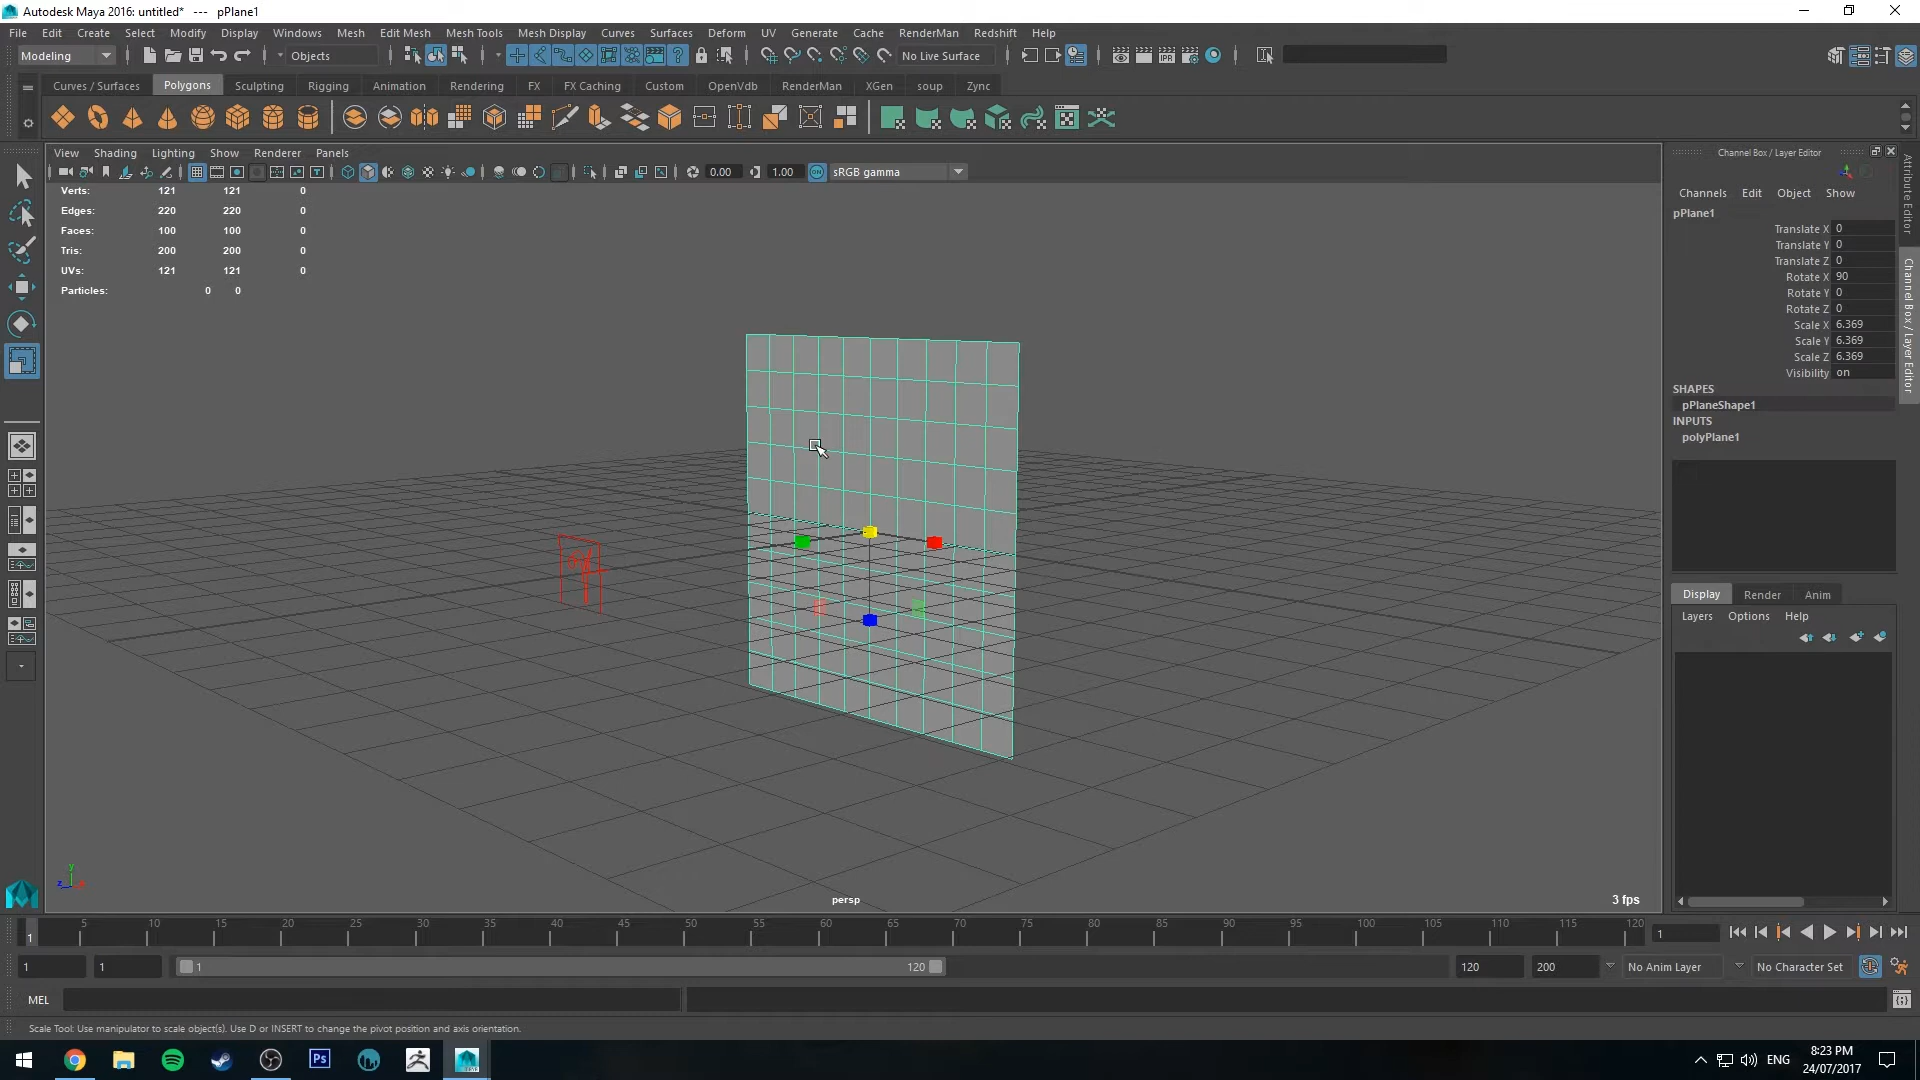 Autodesk Maya 2016: untitled* --- pPlane1
File Edit Create Select Modify Display Windows Mesh Edit Mesh Mesh Tools Mesh Display Curves Surfaces Deform UV Generate Cache RenderMan Redshift Help
Modeling Objects No Live Surface
Curves / Surfaces Polygons Sculpting Rigging Animation Rendering FX FX Caching Custom OpenVdb RenderMan XGen soup Zync
View Shading Lighting Show Renderer Panels
0.00 1.00 sRGB gamma
Verts: 121 121 0
Edges: 220 220 0
Faces: 100 100 0
Tris: 200 200 0
UVs: 121 121 0
Particles: 0 0
persp
3 fps
Channel Box / Layer Editor
Channels Edit Object Show
pPlane1
Translate X 0
Translate Y 0
Translate Z 0
Rotate X 90
Rotate Y 0
Rotate Z 0
Scale X 6.369
Scale Y 6.369
Scale Z 6.369
Visibility on
SHAPES
pPlaneShape1
INPUTS
polyPlane1
Attribute Editor
Channel Box / Layer Editor
Display Render Anim
Layers Options Help
1 5 10 15 20 25 30 35 40 45 50 55 60 65 70 75 80 85 90 95 100 105 110 115 120 1
1 1 1 120 120 200 No Anim Layer No Character Set
MEL
Scale Tool: Use manipulator to scale object(s). Use D or INSERT to change the pivot position and axis orientation.
Ps ENG 8:23 PM
24/07/2017